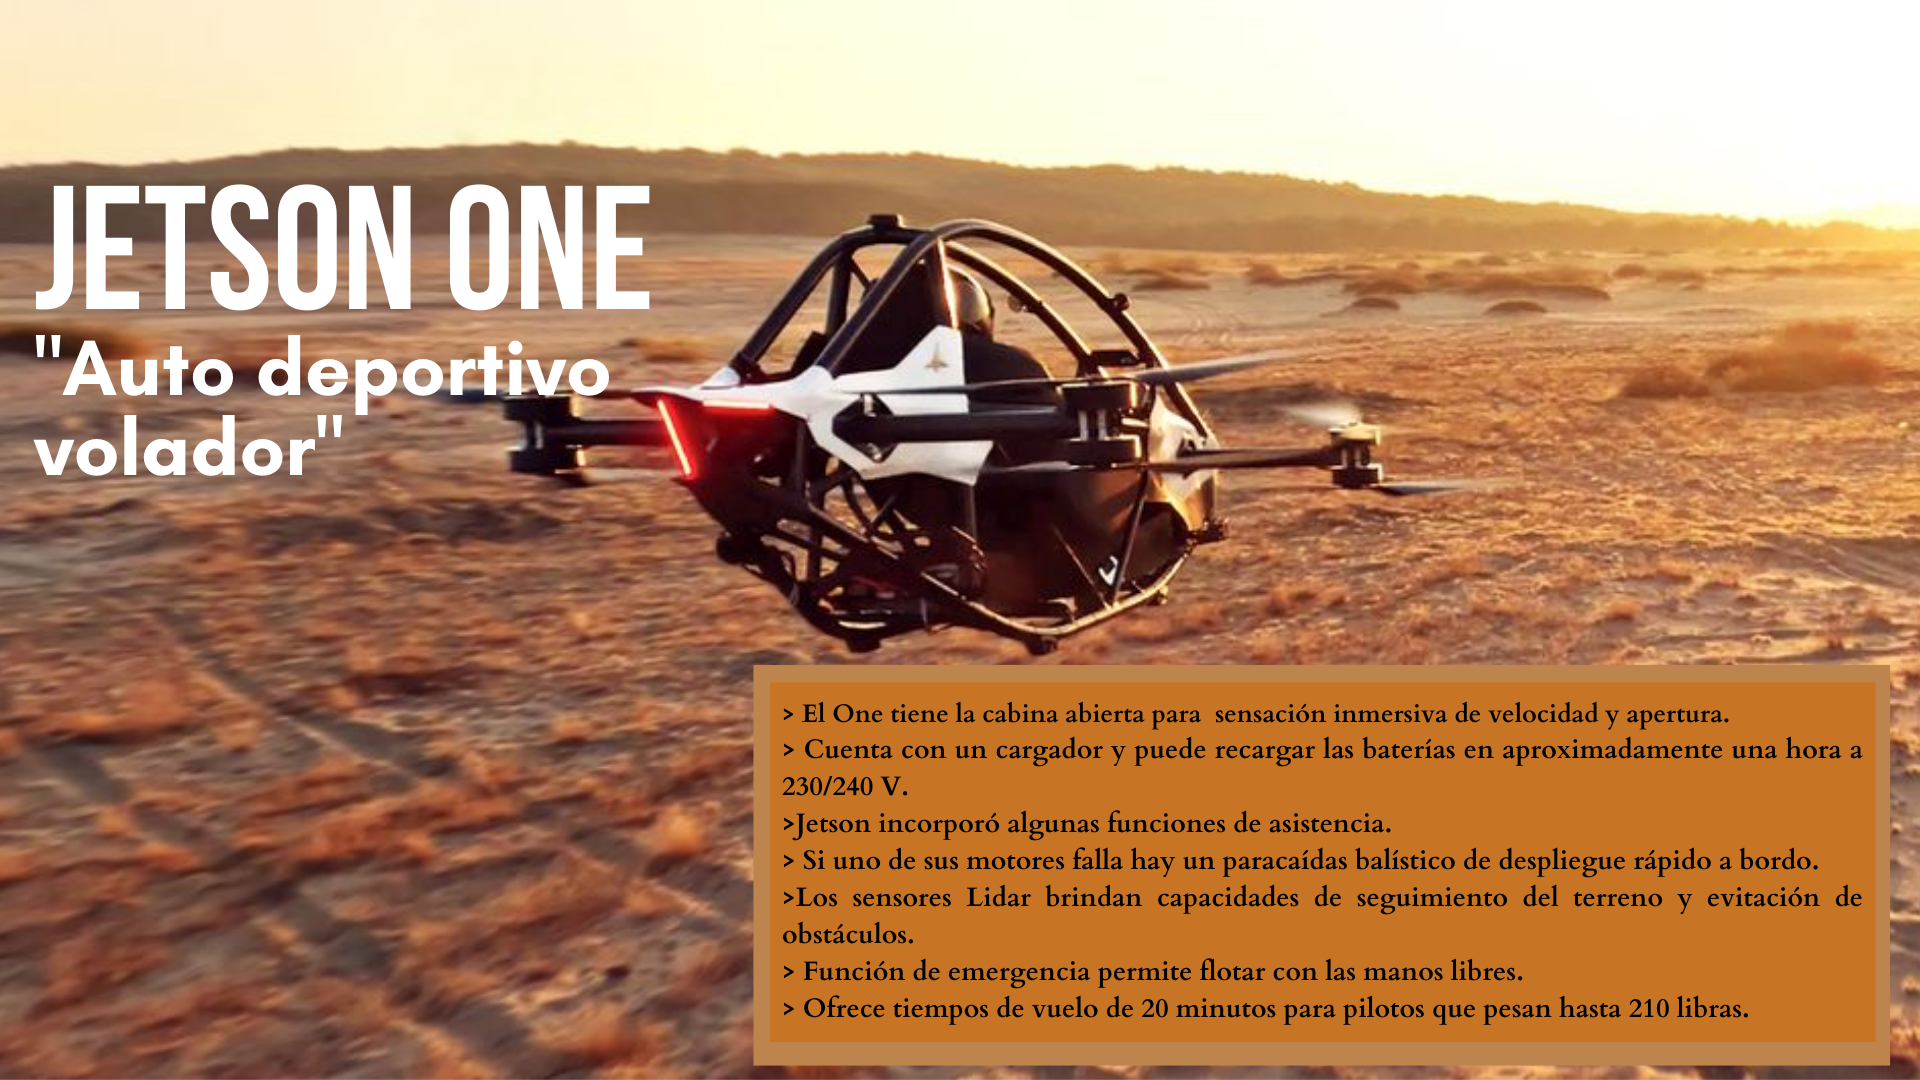 JETSON ONE
"Auto deportivo
volador"
> El One tiene la cabina abierta para  sensación inmersiva de velocidad y apertura.
> Cuenta con un cargador y puede recargar las baterías en aproximadamente una hora a
230/240 V.
>Jetson incorporó algunas funciones de asistencia.
> Si uno de sus motores falla hay un paracaídas balístico de despliegue rápido a bordo.
>Los sensores Lidar brindan capacidades de seguimiento del terreno y evitación de
obstáculos.
> Función de emergencia permite flotar con las manos libres.
> Ofrece tiempos de vuelo de 20 minutos para pilotos que pesan hasta 210 libras.